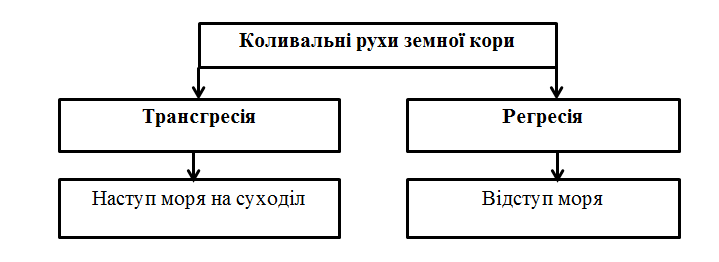 Коливальні рухи земної кори
Трансгресія
Регресія
Наступ моря на суходіл
Відступ моря